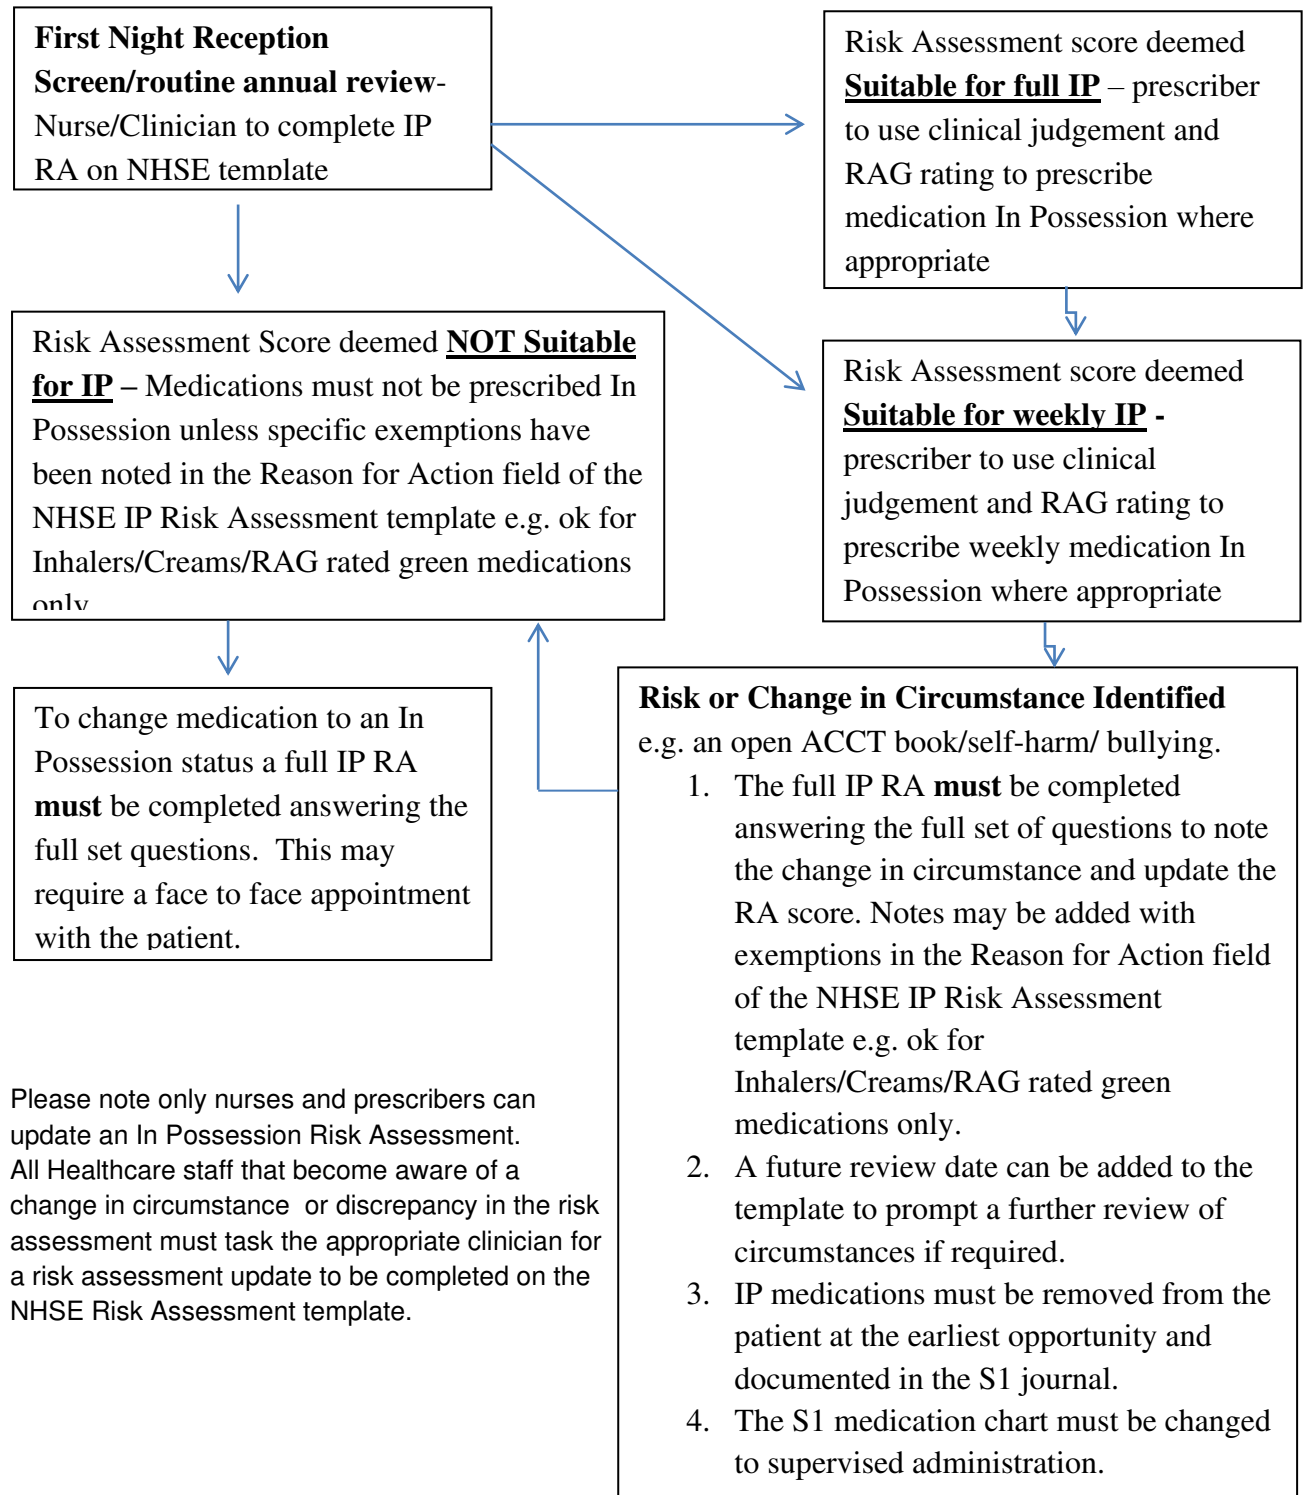 First Night Reception
Screen/routine annual review-
Nurse/Clinician to complete IP
RA on NHSE template
Risk Assessment score deemed
Suitable for full IP – prescriber
to use clinical judgement and
RAG rating to prescribe
medication In Possession where
appropriate
Risk Assessment Score deemed NOT Suitable
for IP – Medications must not be prescribed In
Possession unless specific exemptions have
been noted in the Reason for Action field of the
NHSE IP Risk Assessment template e.g. ok for
Inhalers/Creams/RAG rated green medications
only
Risk Assessment score deemed
Suitable for weekly IP -
prescriber to use clinical
judgement and RAG rating to
prescribe weekly medication In
Possession where appropriate
To change medication to an In
Possession status a full IP RA
must be completed answering the
full set questions.  This may
require a face to face appointment
with the patient.
Risk or Change in Circumstance Identified
e.g. an open ACCT book/self-harm/ bullying.
1. The full IP RA must be completed
answering the full set of questions to note
the change in circumstance and update the
RA score. Notes may be added with
exemptions in the Reason for Action field
of the NHSE IP Risk Assessment
template e.g. ok for
Inhalers/Creams/RAG rated green
medications only.
2. A future review date can be added to the
template to prompt a further review of
circumstances if required.
3. IP medications must be removed from the
patient at the earliest opportunity and
documented in the S1 journal.
4. The S1 medication chart must be changed
to supervised administration.
Please note only nurses and prescribers can
update an In Possession Risk Assessment.
All Healthcare staff that become aware of a
change in circumstance  or discrepancy in the risk
assessment must task the appropriate clinician for
a risk assessment update to be completed on the
NHSE Risk Assessment template.